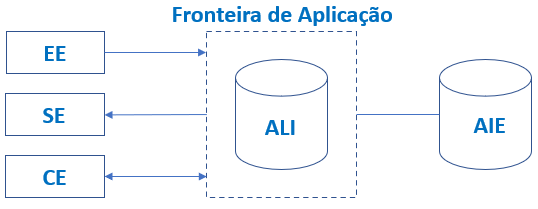 Fronteira de Aplicação
EE
SE
CE
ALI
AIE